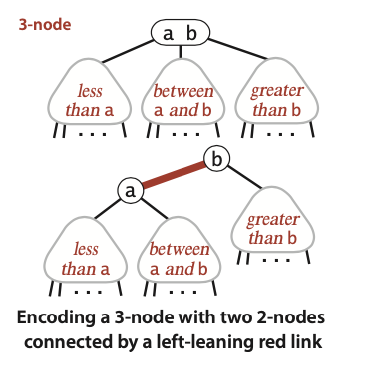 3-node
a b
less
than a
between
a and b
greater
than b
b
a
less
than a
between
a and b
greater
than b
Encoding a 3-node with two 2-nodes
connected by a left-leaning red link